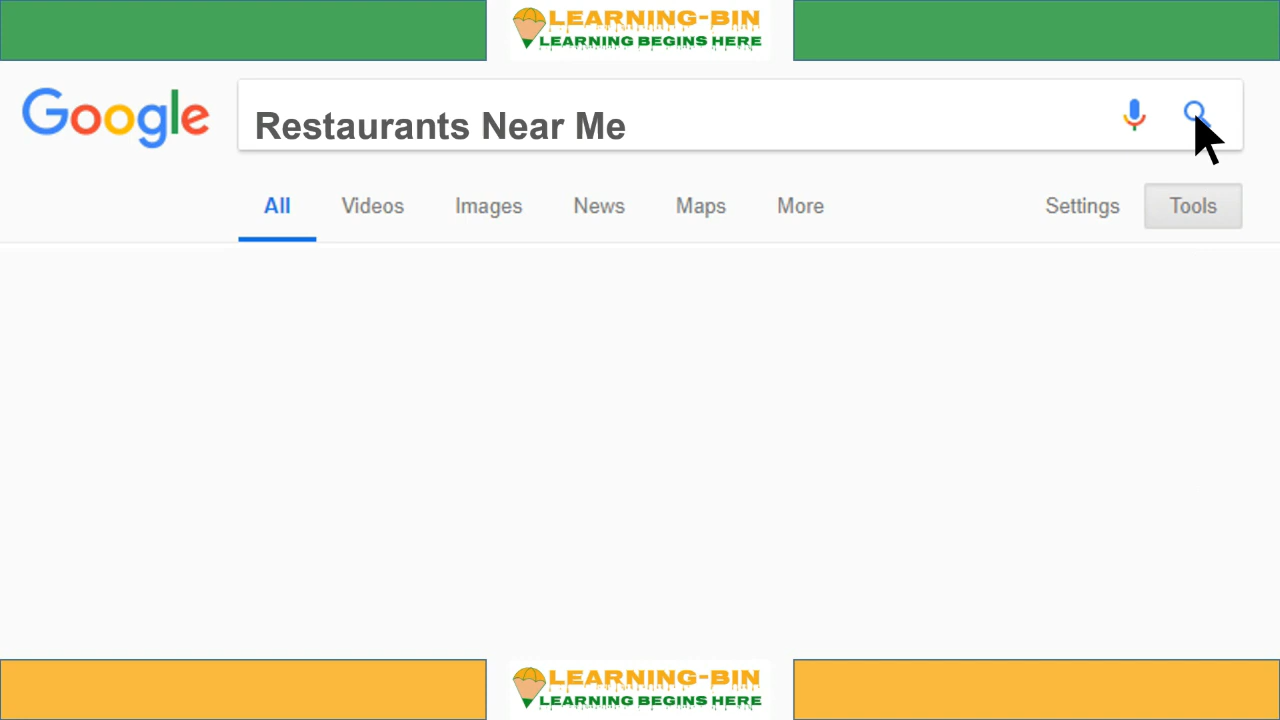 LEARNING-BIN
LEARNING BEGINS HERE
Google
Restaurants Near Me
All Videos Images News Maps More Settings Tools
LEARNING-BIN
LEARNING BEGINS HERE